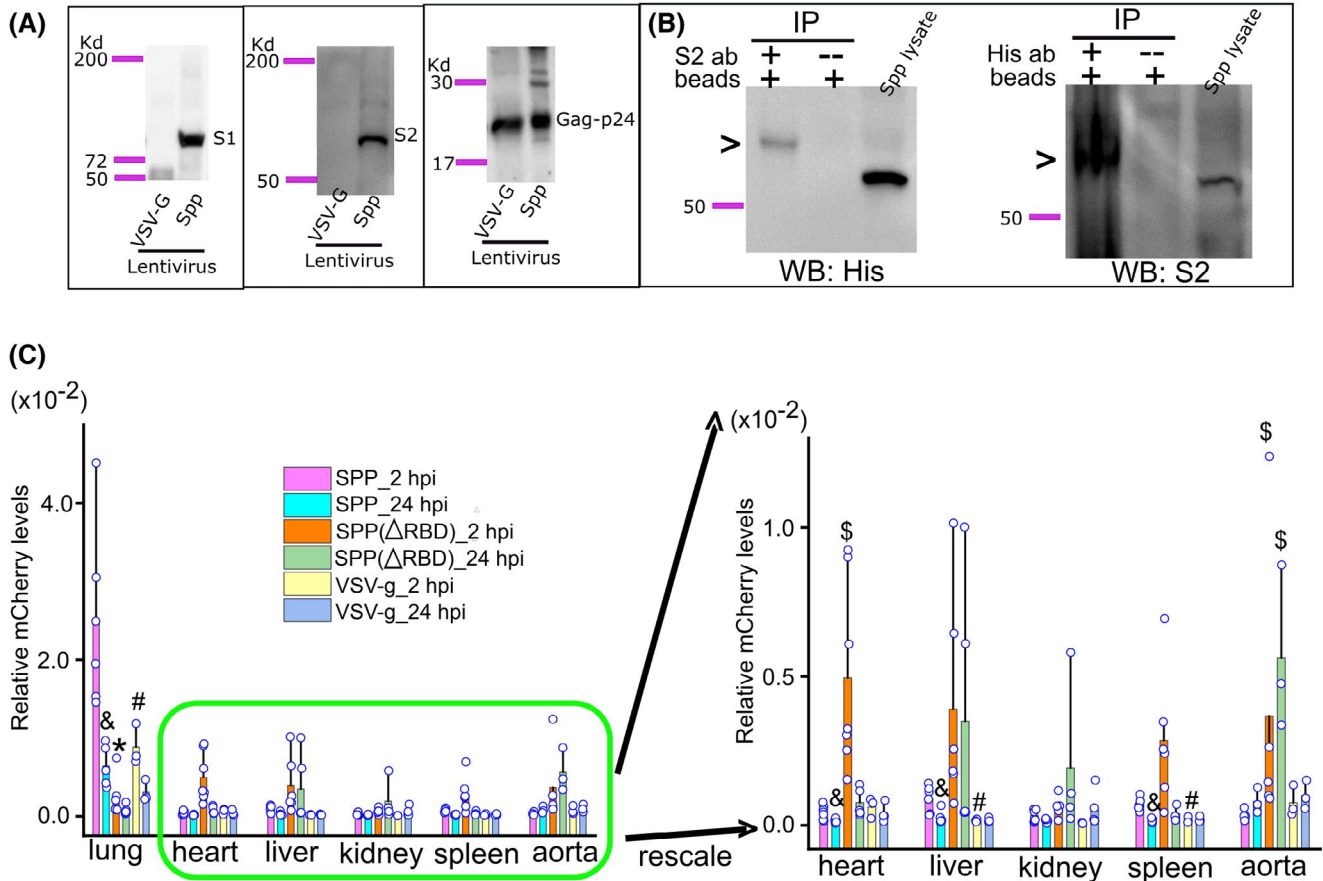 (A)
Kd
200
72
50
S1
VSV-G
Spp
Lentivirus
Kd
200
50
S2
VSV-G
Spp
Lentivirus
Kd
30
17
Gag-p24
VSV-G
Spp
Lentivirus
(B)
IP
S2 ab + --
beads + +
Spp lysate
>
50
WB: His
IP
His ab + --
beads + +
Spp lysate
>
50
WB: S2
(C)
(x10-2)
Relative mCherry levels
4.0
2.0
0.0
& * #
SPP_2 hpi
SPP_24 hpi
SPP(△RBD)_2 hpi
SPP(△RBD)_24 hpi
VSV-g_2 hpi
VSV-g_24 hpi
lung heart liver kidney spleen aorta
rescale
(x10-2)
Relative mCherry levels
1.0
0.5
0.0
& $ & # & # $ $
heart liver kidney spleen aorta